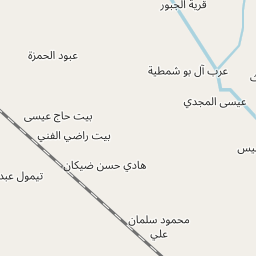 قرية الجبور
عبود الحمزة
عرب آل بو شمطية
عيسى المجدي
بيت حاج عيسى
بيت راضي الفني
هادي حسن ضيكان
محمود سلمان
علي